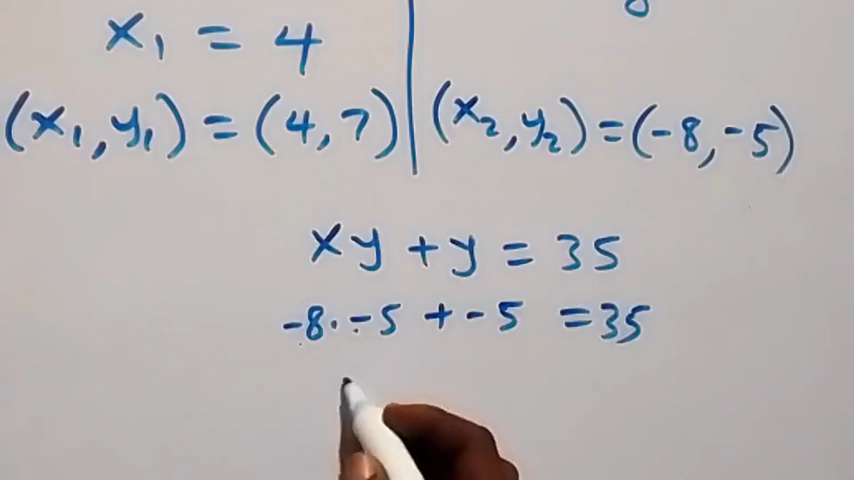 x₁ = 4
(x₁, y₁) = (4, 7)
(x₂, y₂) = (-8, -5)
xy + y = 35
-8 · -5 + -5 = 35